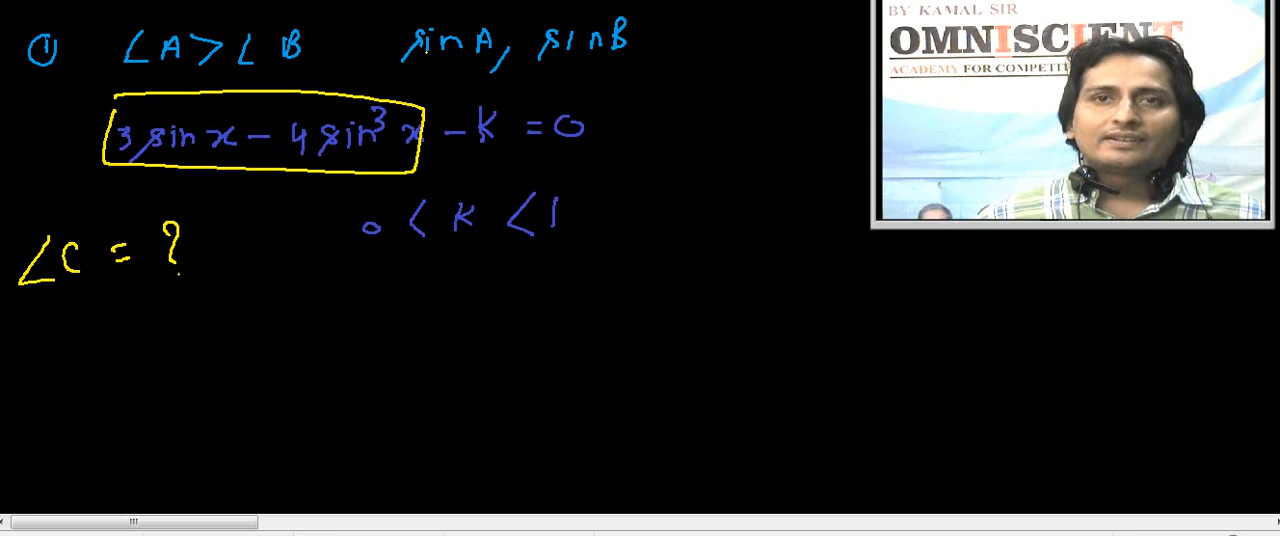 ① ∠A > ∠B sinA, sinB
3 sin x - 4 sin³ x - K = 0
0 < K < 1
∠C = ?
BY KAMAL SIR
OMNISCIENT
ACADEMY FOR COMPETIT